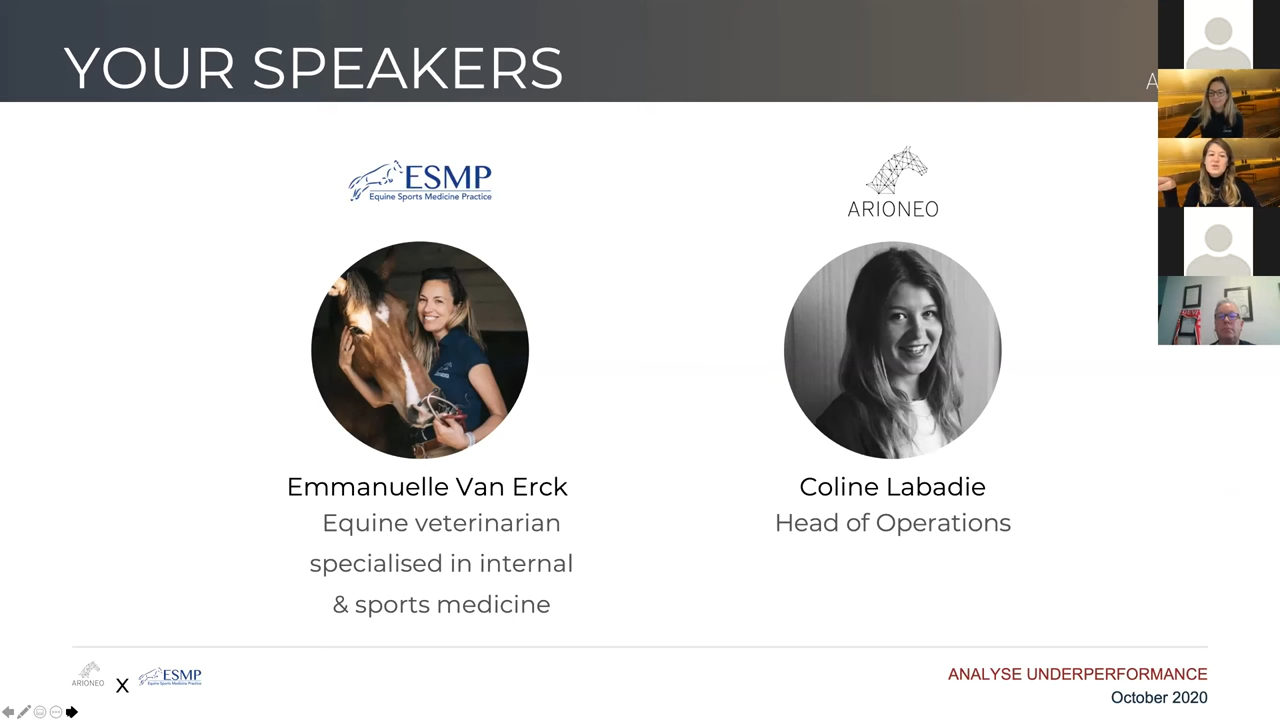 YOUR SPEAKERS
A
ESMP
Equine Sports Medicine Practice
ARIONEO
Emmanuelle Van Erck
Equine veterinarian
specialised in internal
& sports medicine
Coline Labadie
Head of Operations
ARIONEO
X
ESMP
Equine Sports Medicine Practice
ANALYSE UNDERPERFORMANCE
October 2020